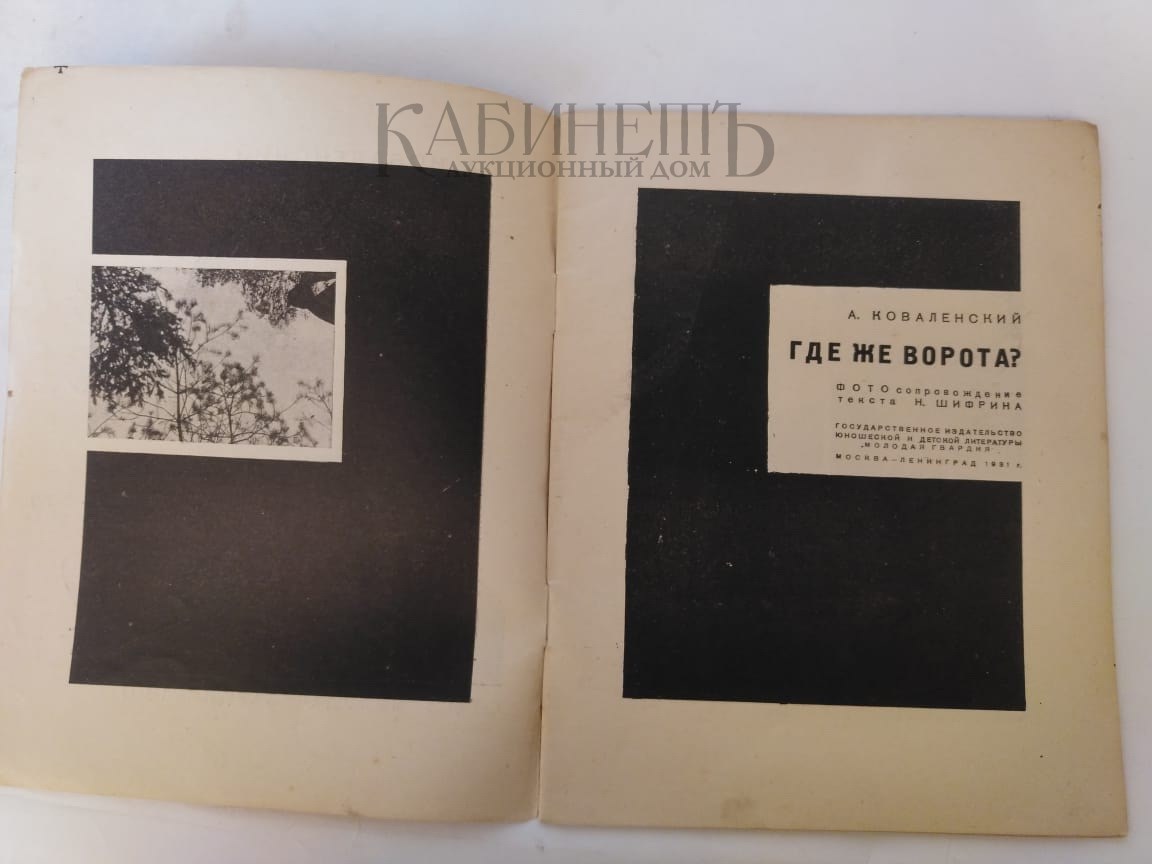 КАБИНЕТЪ
АУКЦИОННЫЙ ДОМ
А. КОВАЛЕНСКИЙ
ГДЕ ЖЕ ВОРОТА?
ФОТО сопровождение
текста Н. ШИФРИНА
ГОСУДАРСТВЕННОЕ ИЗДАТЕЛЬСТВО
ЮНОШЕСКОЙ И ДЕТСКОЙ ЛИТЕРАТУРЫ
„МОЛОДАЯ ГВАРДИЯ“
МОСКВА—ЛЕНИНГРАД 1931 г.